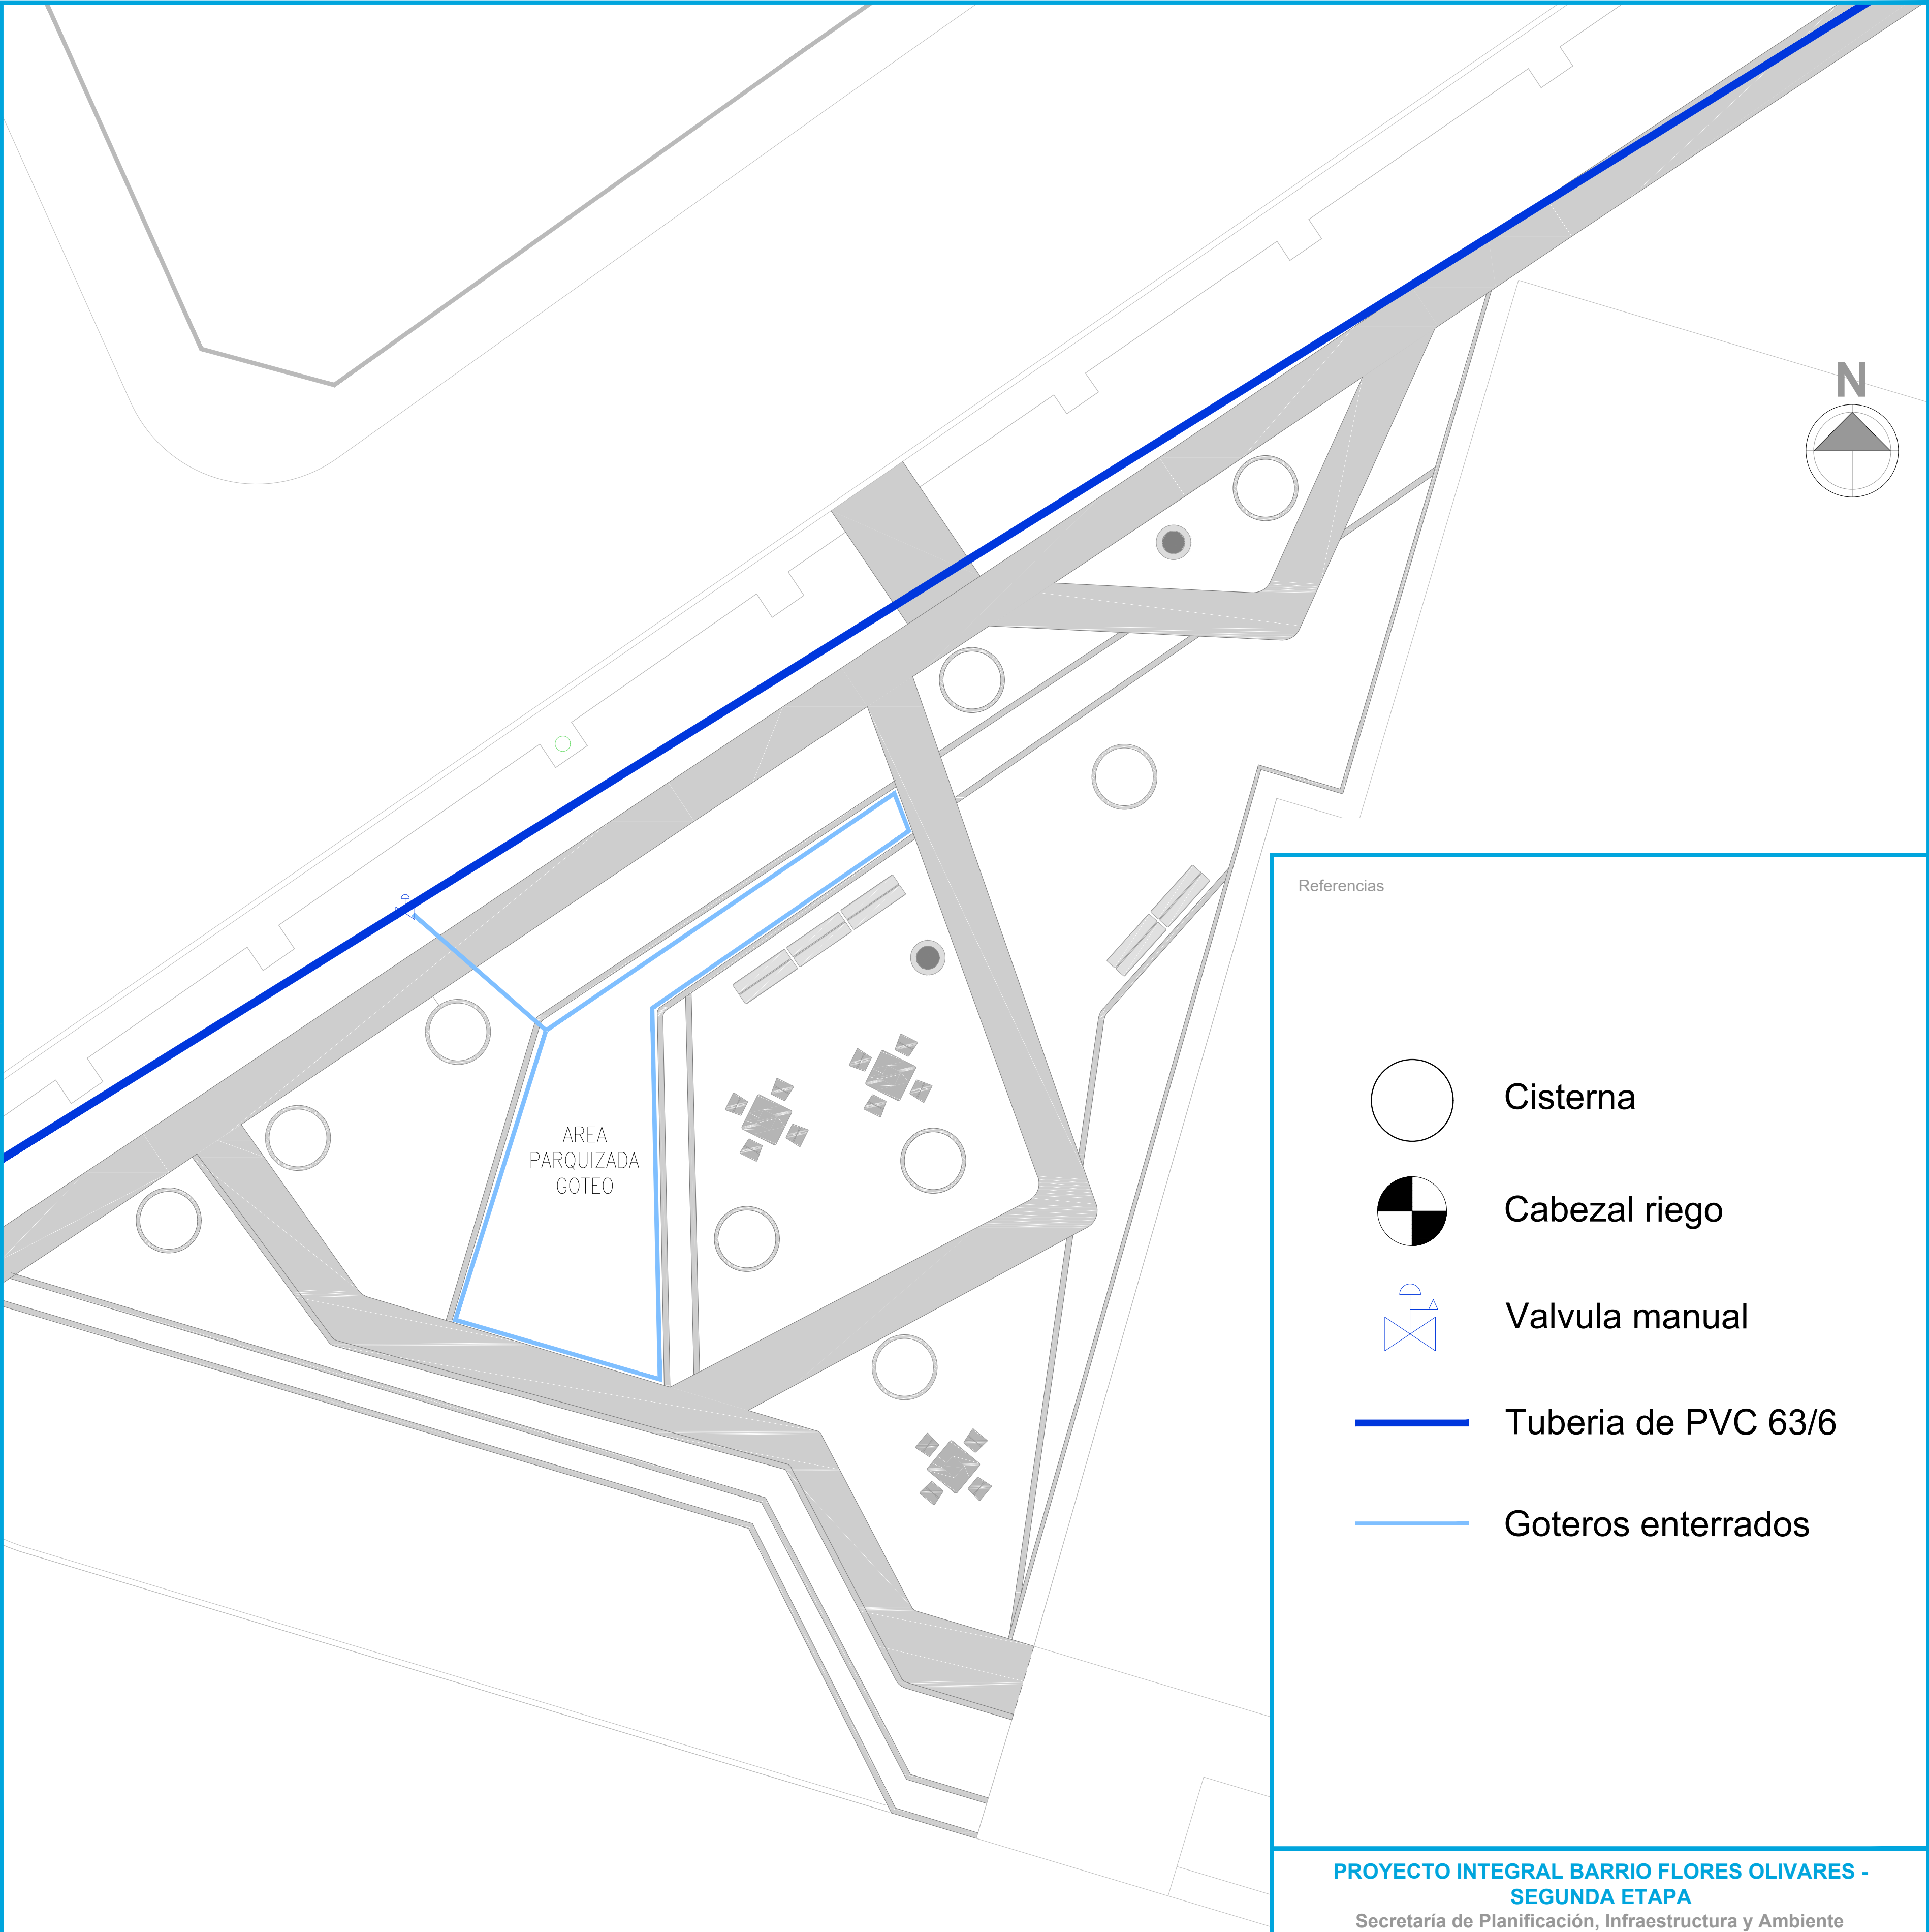 N
AREA
PARQUIZADA
GOTEO
Referencias
Cisterna
Cabezal riego
Valvula manual
Tuberia de PVC 63/6
Goteros enterrados
PROYECTO INTEGRAL BARRIO FLORES OLIVARES -
SEGUNDA ETAPA
Secretaría de Planificación, Infraestructura y Ambiente